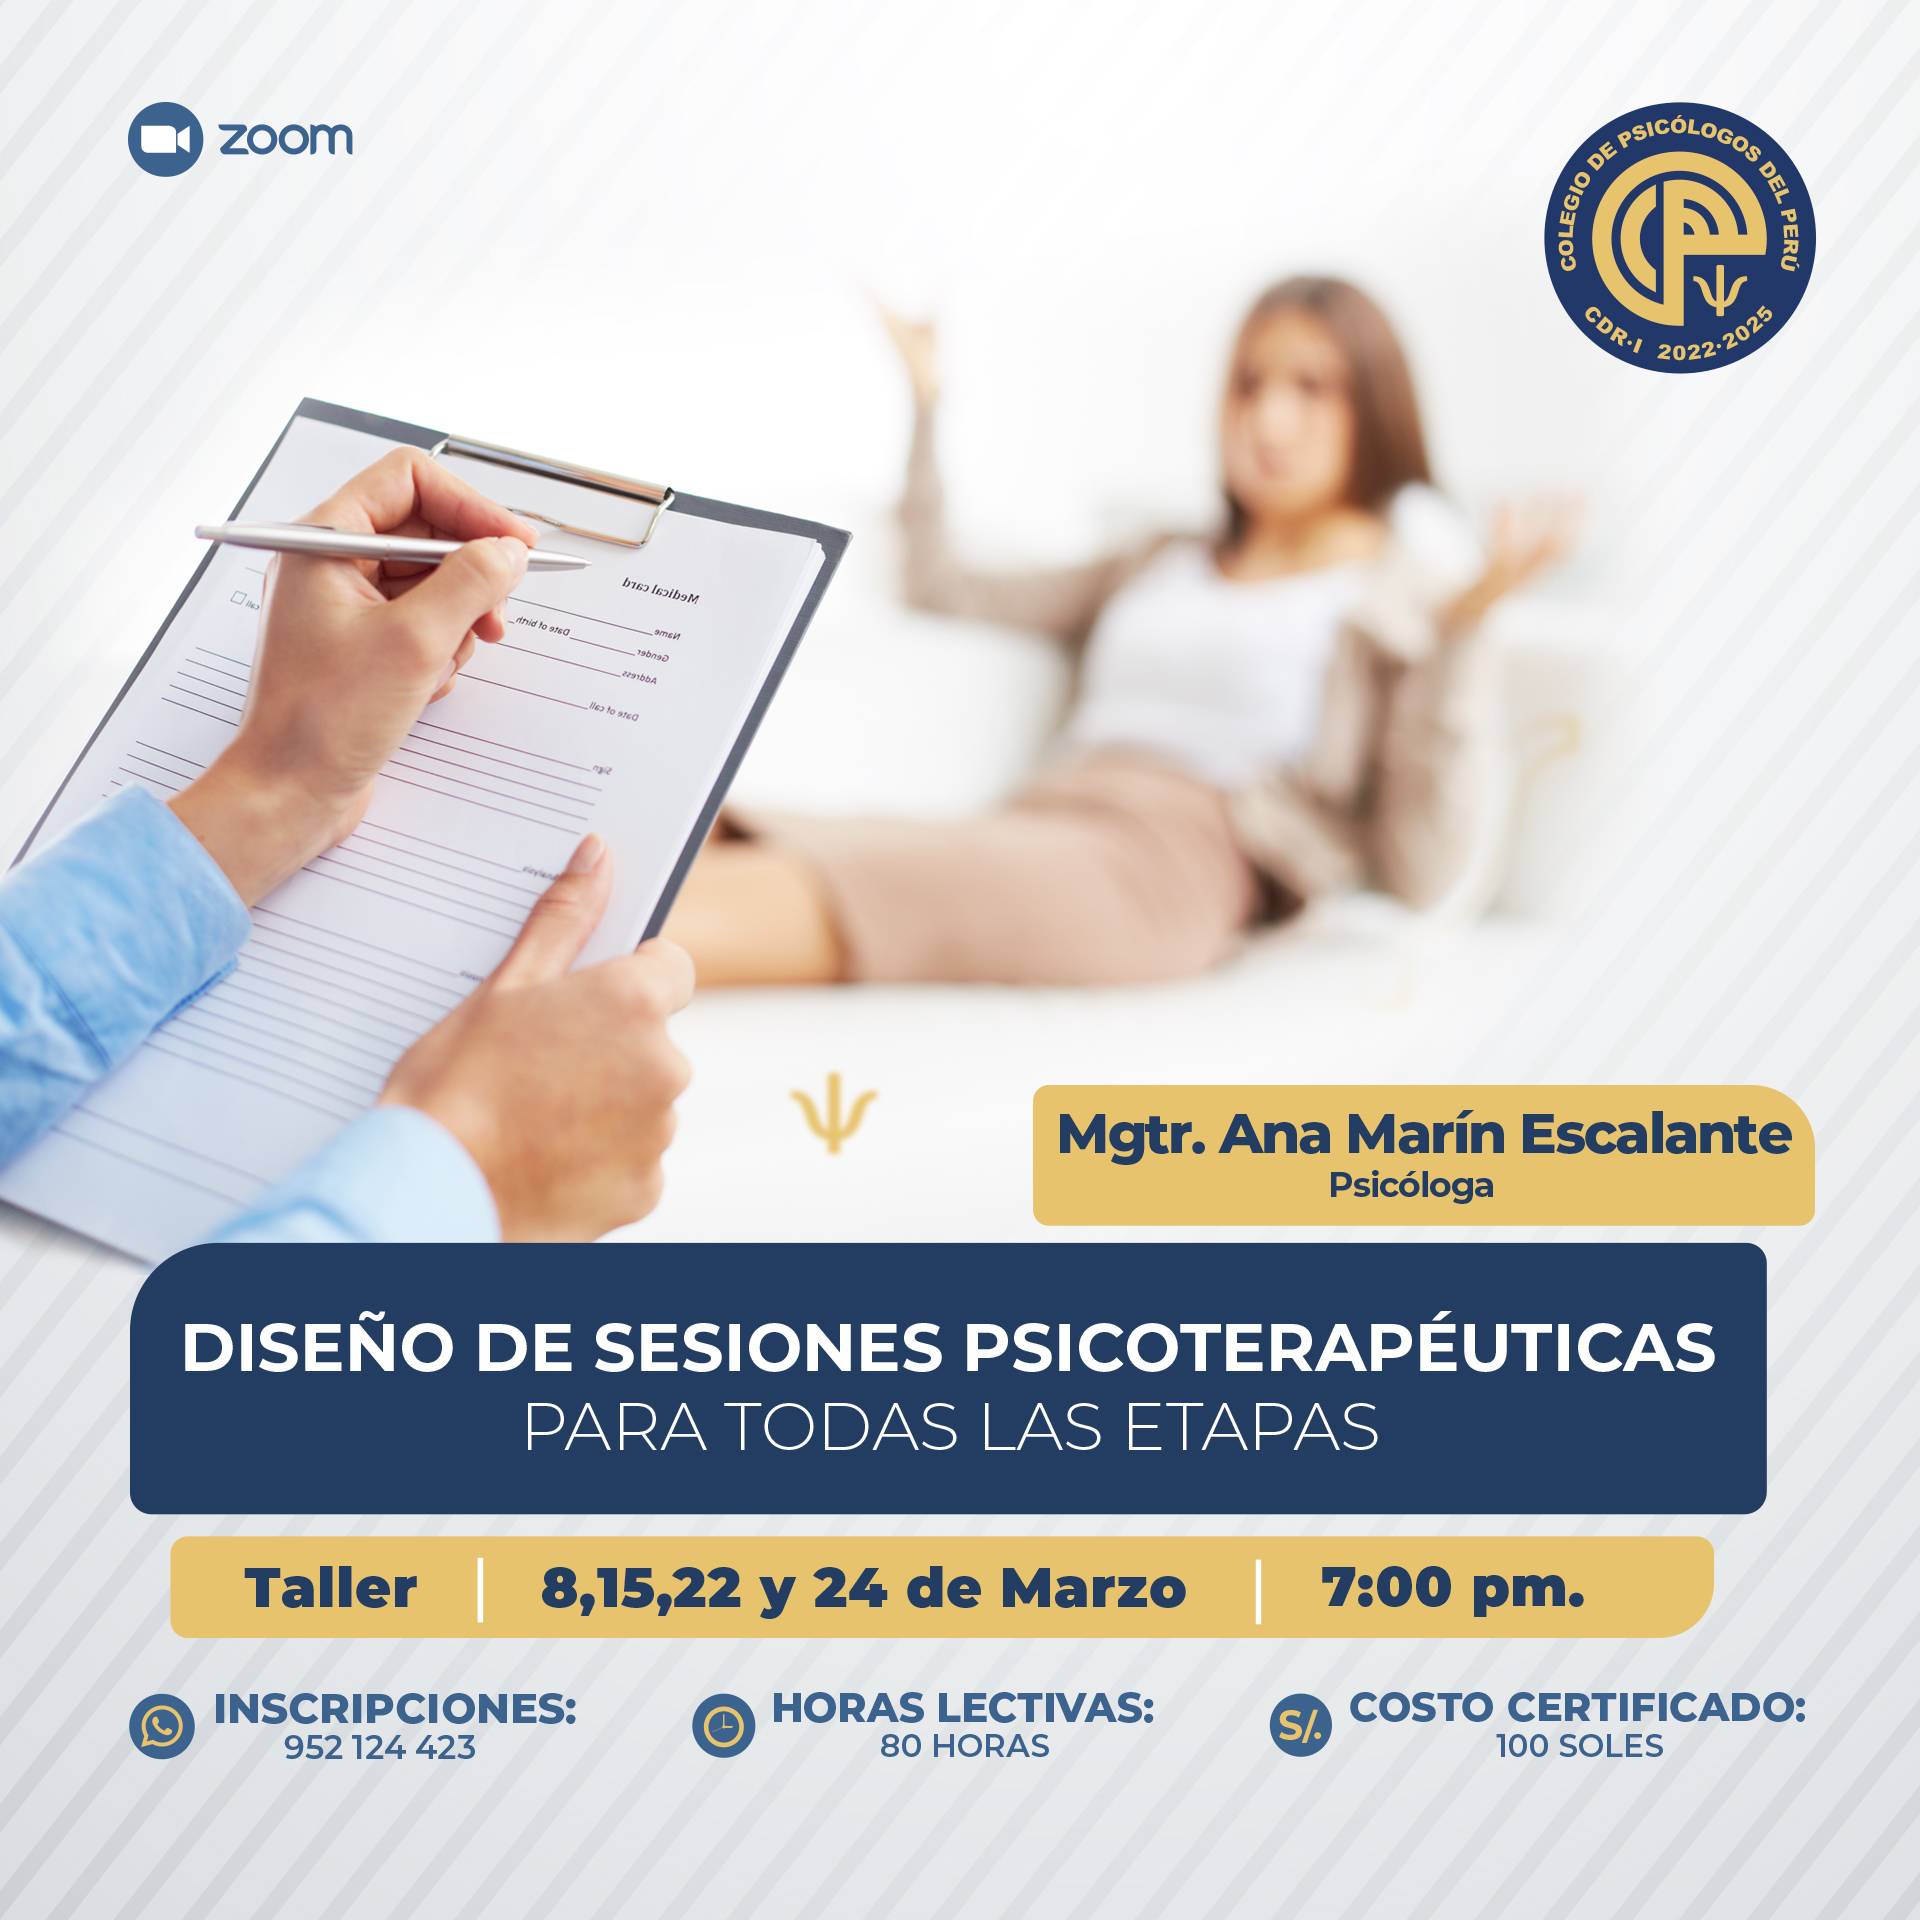 zoom
COLEGIO DE PSICÓLOGOS DEL PERÚ
CDR·I 2022·2025
Medical card
Name
Date of birth
Gender
Address
Date of call
Sign
Mgtr. Ana Marín Escalante
Psicóloga
DISEÑO DE SESIONES PSICOTERAPÉUTICAS
PARA TODAS LAS ETAPAS
Taller | 8,15,22 y 24 de Marzo | 7:00 pm.
INSCRIPCIONES:
952 124 423
HORAS LECTIVAS:
80 HORAS
S/.
COSTO CERTIFICADO:
100 SOLES